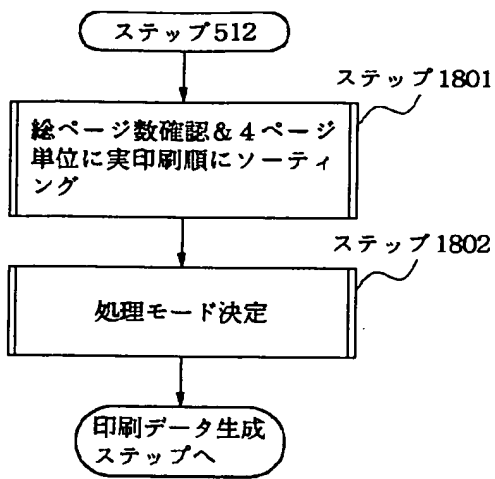 ステップ512
ステップ1801
総ページ数確認&4ページ
単位に実印刷順にソーティ
ング
ステップ1802
処理モード決定
印刷データ生成
ステップへ